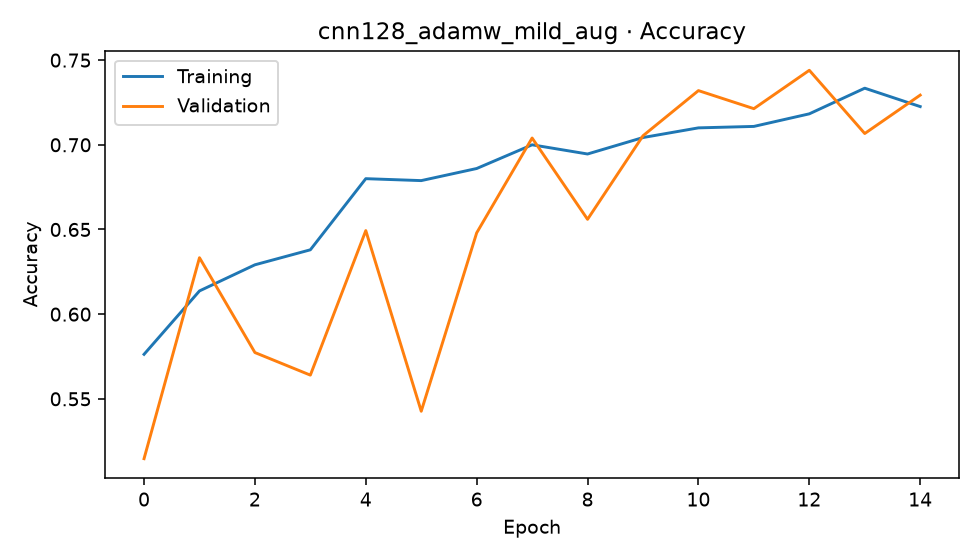 cnn128_adamw_mild_aug · Accuracy
Training
Validation
0.75
0.70
0.65
0.60
0.55
Accuracy
0 2 4 6 8 10 12 14
Epoch